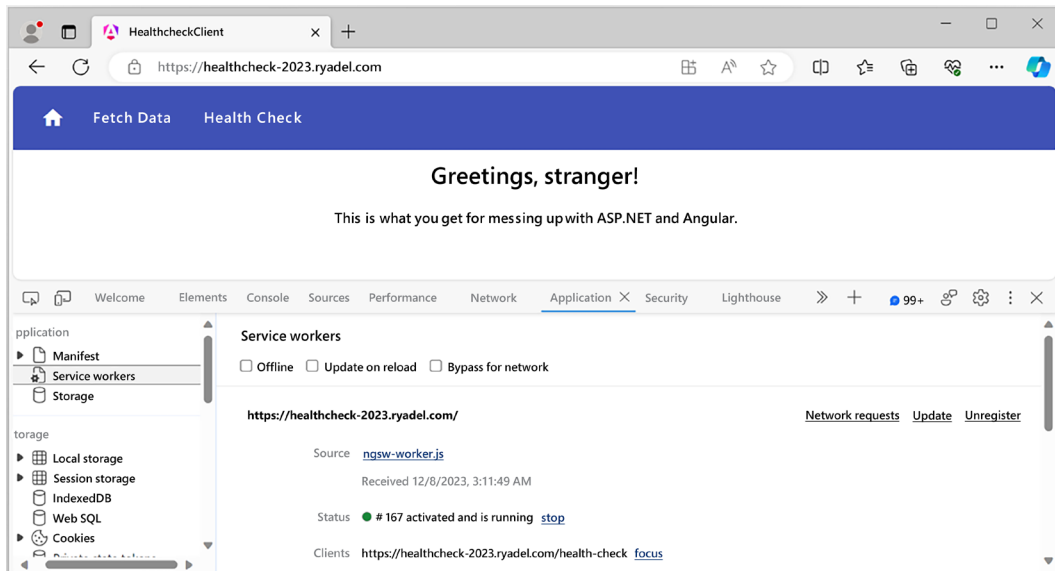 HealthcheckClient
https://healthcheck-2023.ryadel.com
Fetch Data Health Check
Greetings, stranger!
This is what you get for messing up with ASP.NET and Angular.
Welcome Elements Console Sources Performance Network Application Security Lighthouse 99+
pplication
Manifest
Service workers
Storage
torage
Local storage
Session storage
IndexedDB
Web SQL
Cookies
Service workers
Offline Update on reload Bypass for network
https://healthcheck-2023.ryadel.com/ Network requests Update Unregister
Source ngsw-worker.js
Received 12/8/2023, 3:11:49 AM
Status # 167 activated and is running stop
Clients https://healthcheck-2023.ryadel.com/health-check focus